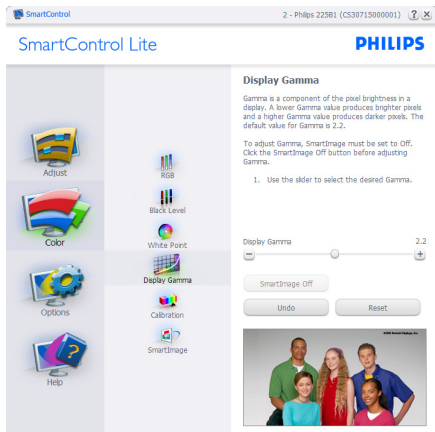 SmartControl
2 - Philips 225B1 (CS30715000001)
?
X
SmartControl Lite
PHILIPS
Adjust
Color
Options
Help
RGB
Black Level
White Point
Display Gamma
Calibration
SmartImage
Display Gamma
Gamma is a component of the pixel brightness in a
display. A lower Gamma value produces brighter pixels
and a higher Gamma value produces darker pixels. The
default value for Gamma is 2.2.
To adjust Gamma, SmartImage must be set to Off.
Click the SmartImage Off button before adjusting
Gamma.
1. Use the slider to select the desired Gamma.
Display Gamma 2.2
SmartImage Off
Undo
Reset